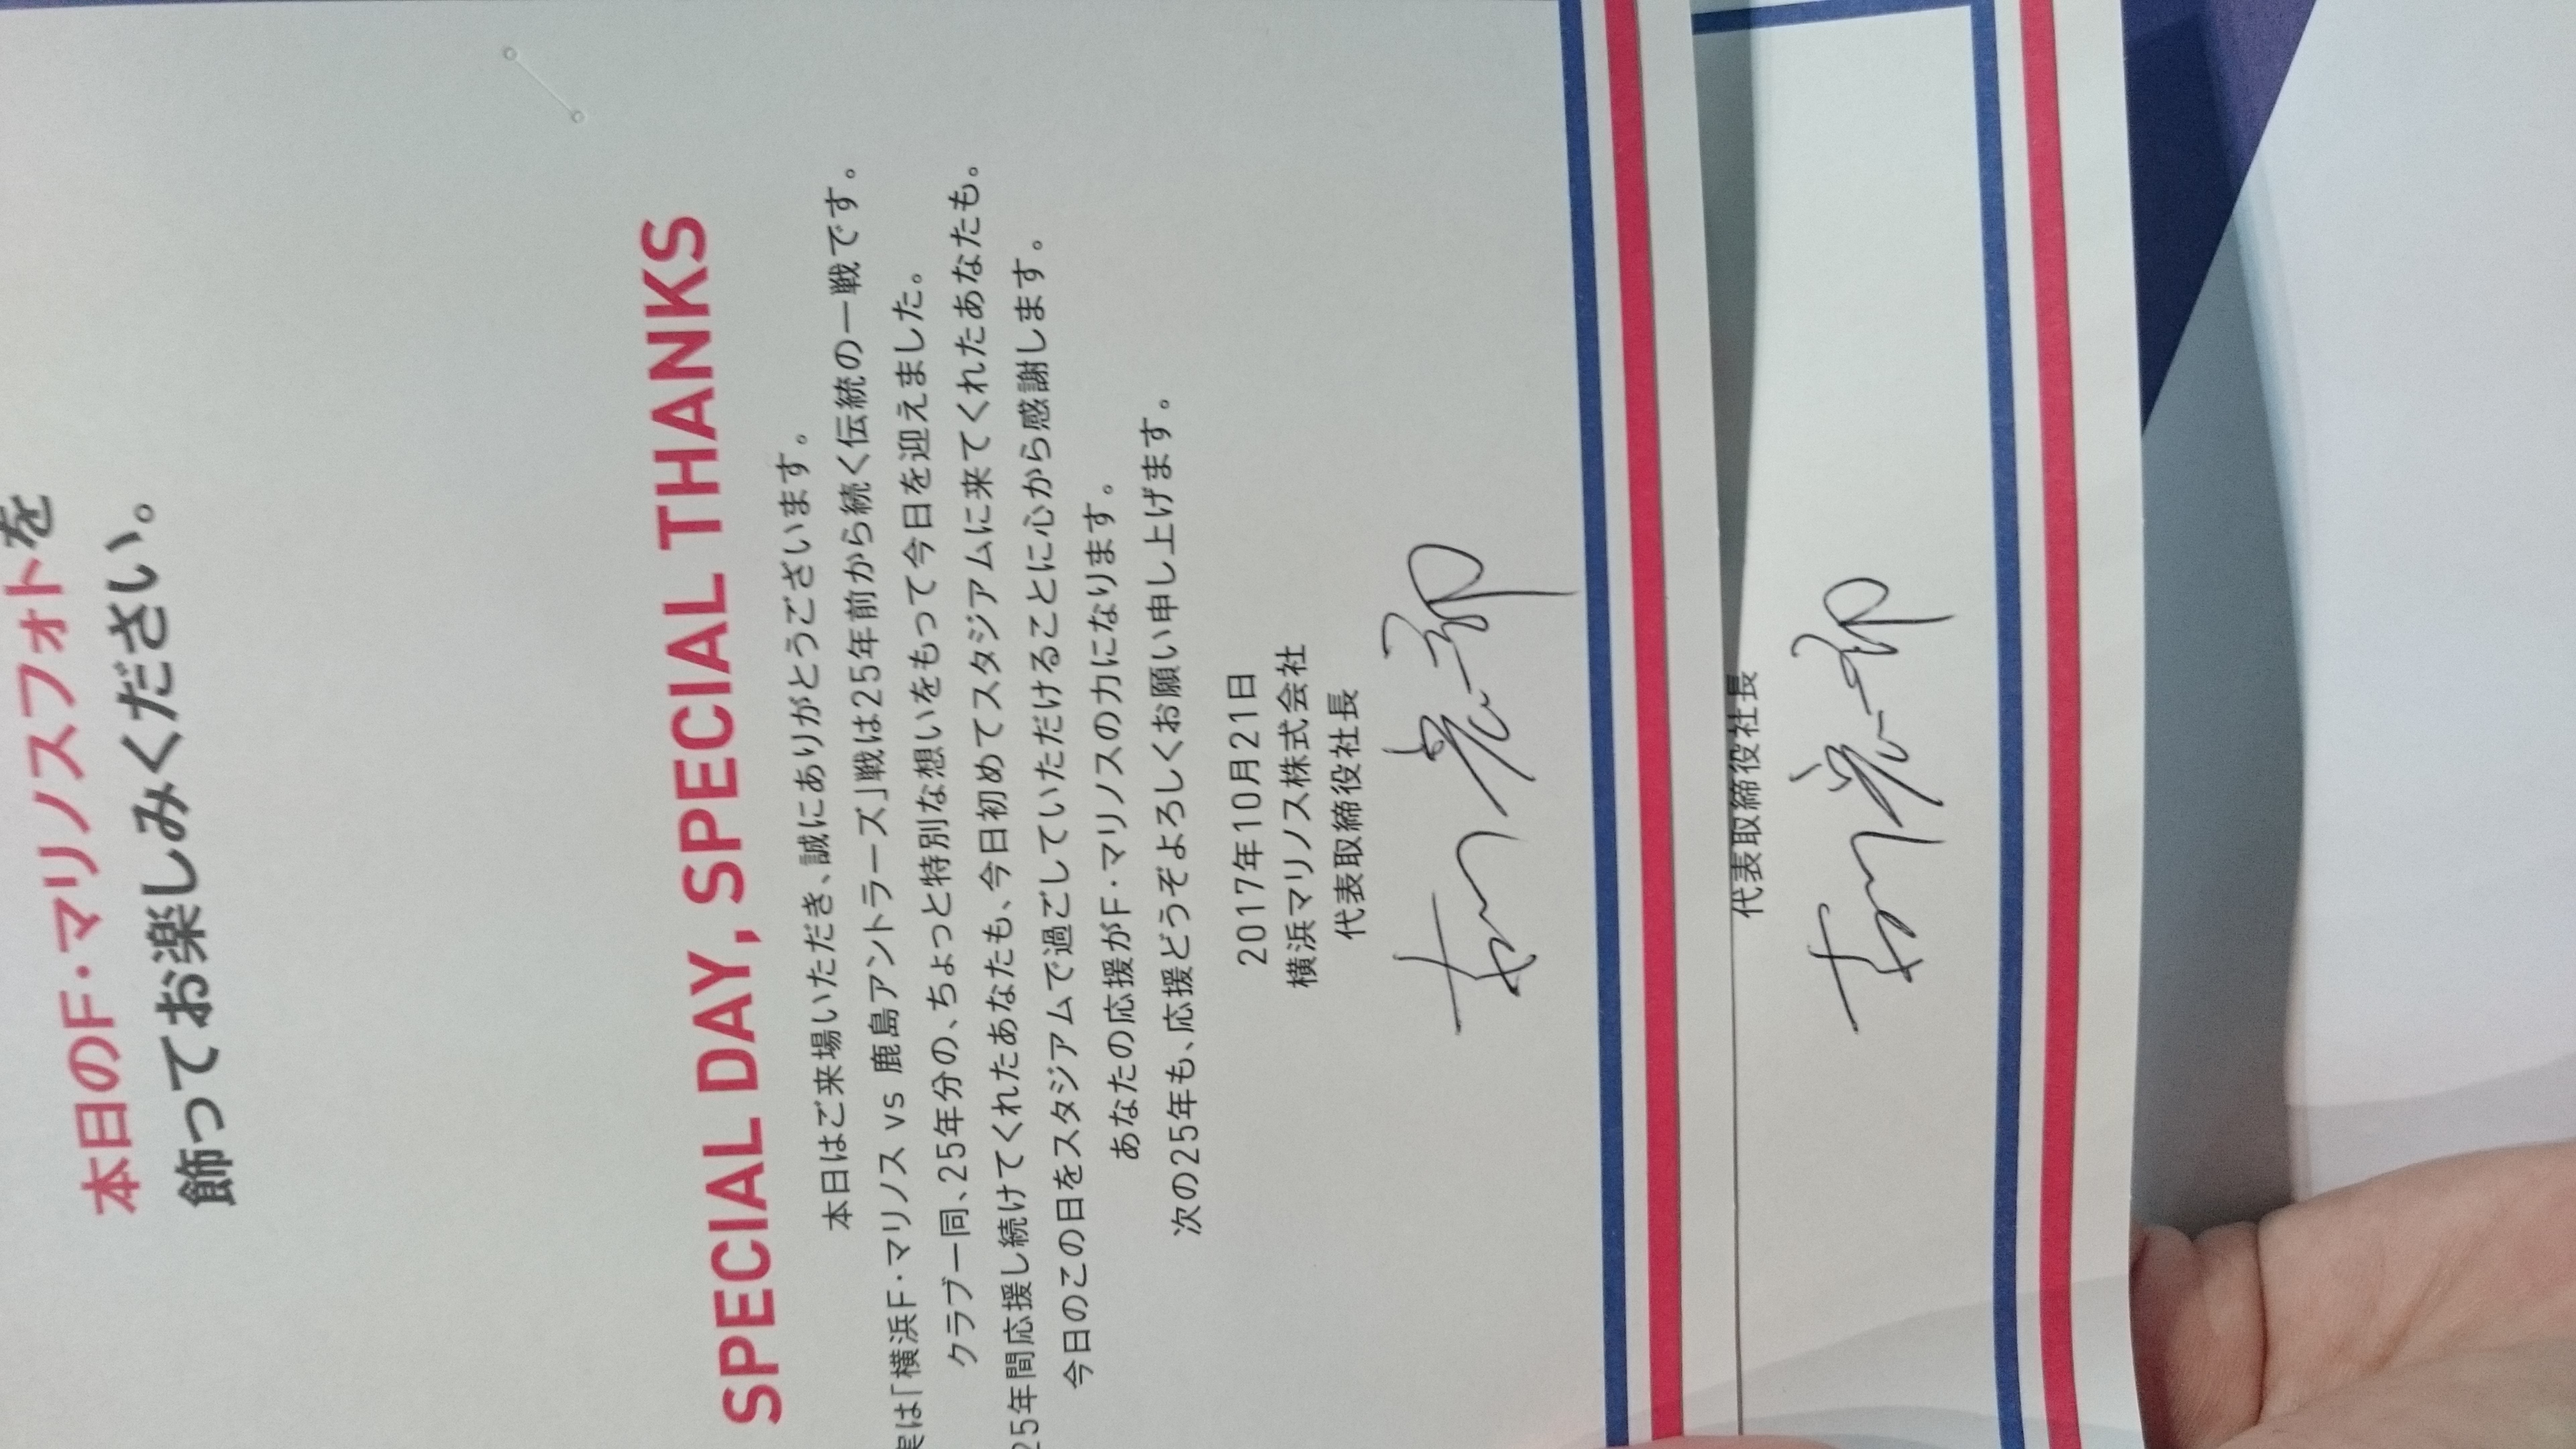 本日のF・マリノスフォトを
飾ってお楽しみください。
SPECIAL DAY, SPECIAL THANKS
本日はご来場いただき、誠にありがとうございます。
実は「横浜F・マリノス vs 鹿島アントラーズ」戦は25年前から続く伝統の一戦です。
クラブ一同、25年分の、ちょっと特別な想いをもって今日を迎えました。
25年間応援し続けてくれたあなたも、今日初めてスタジアムに来てくれたあなたも。
今日のこの日をスタジアムで過ごしていただけることに心から感謝します。
あなたの応援がF・マリノスの力になります。
次の25年も、応援どうぞよろしくお願い申し上げます。
2017年10月21日
横浜マリノス株式会社
代表取締役社長
代表取締役社長